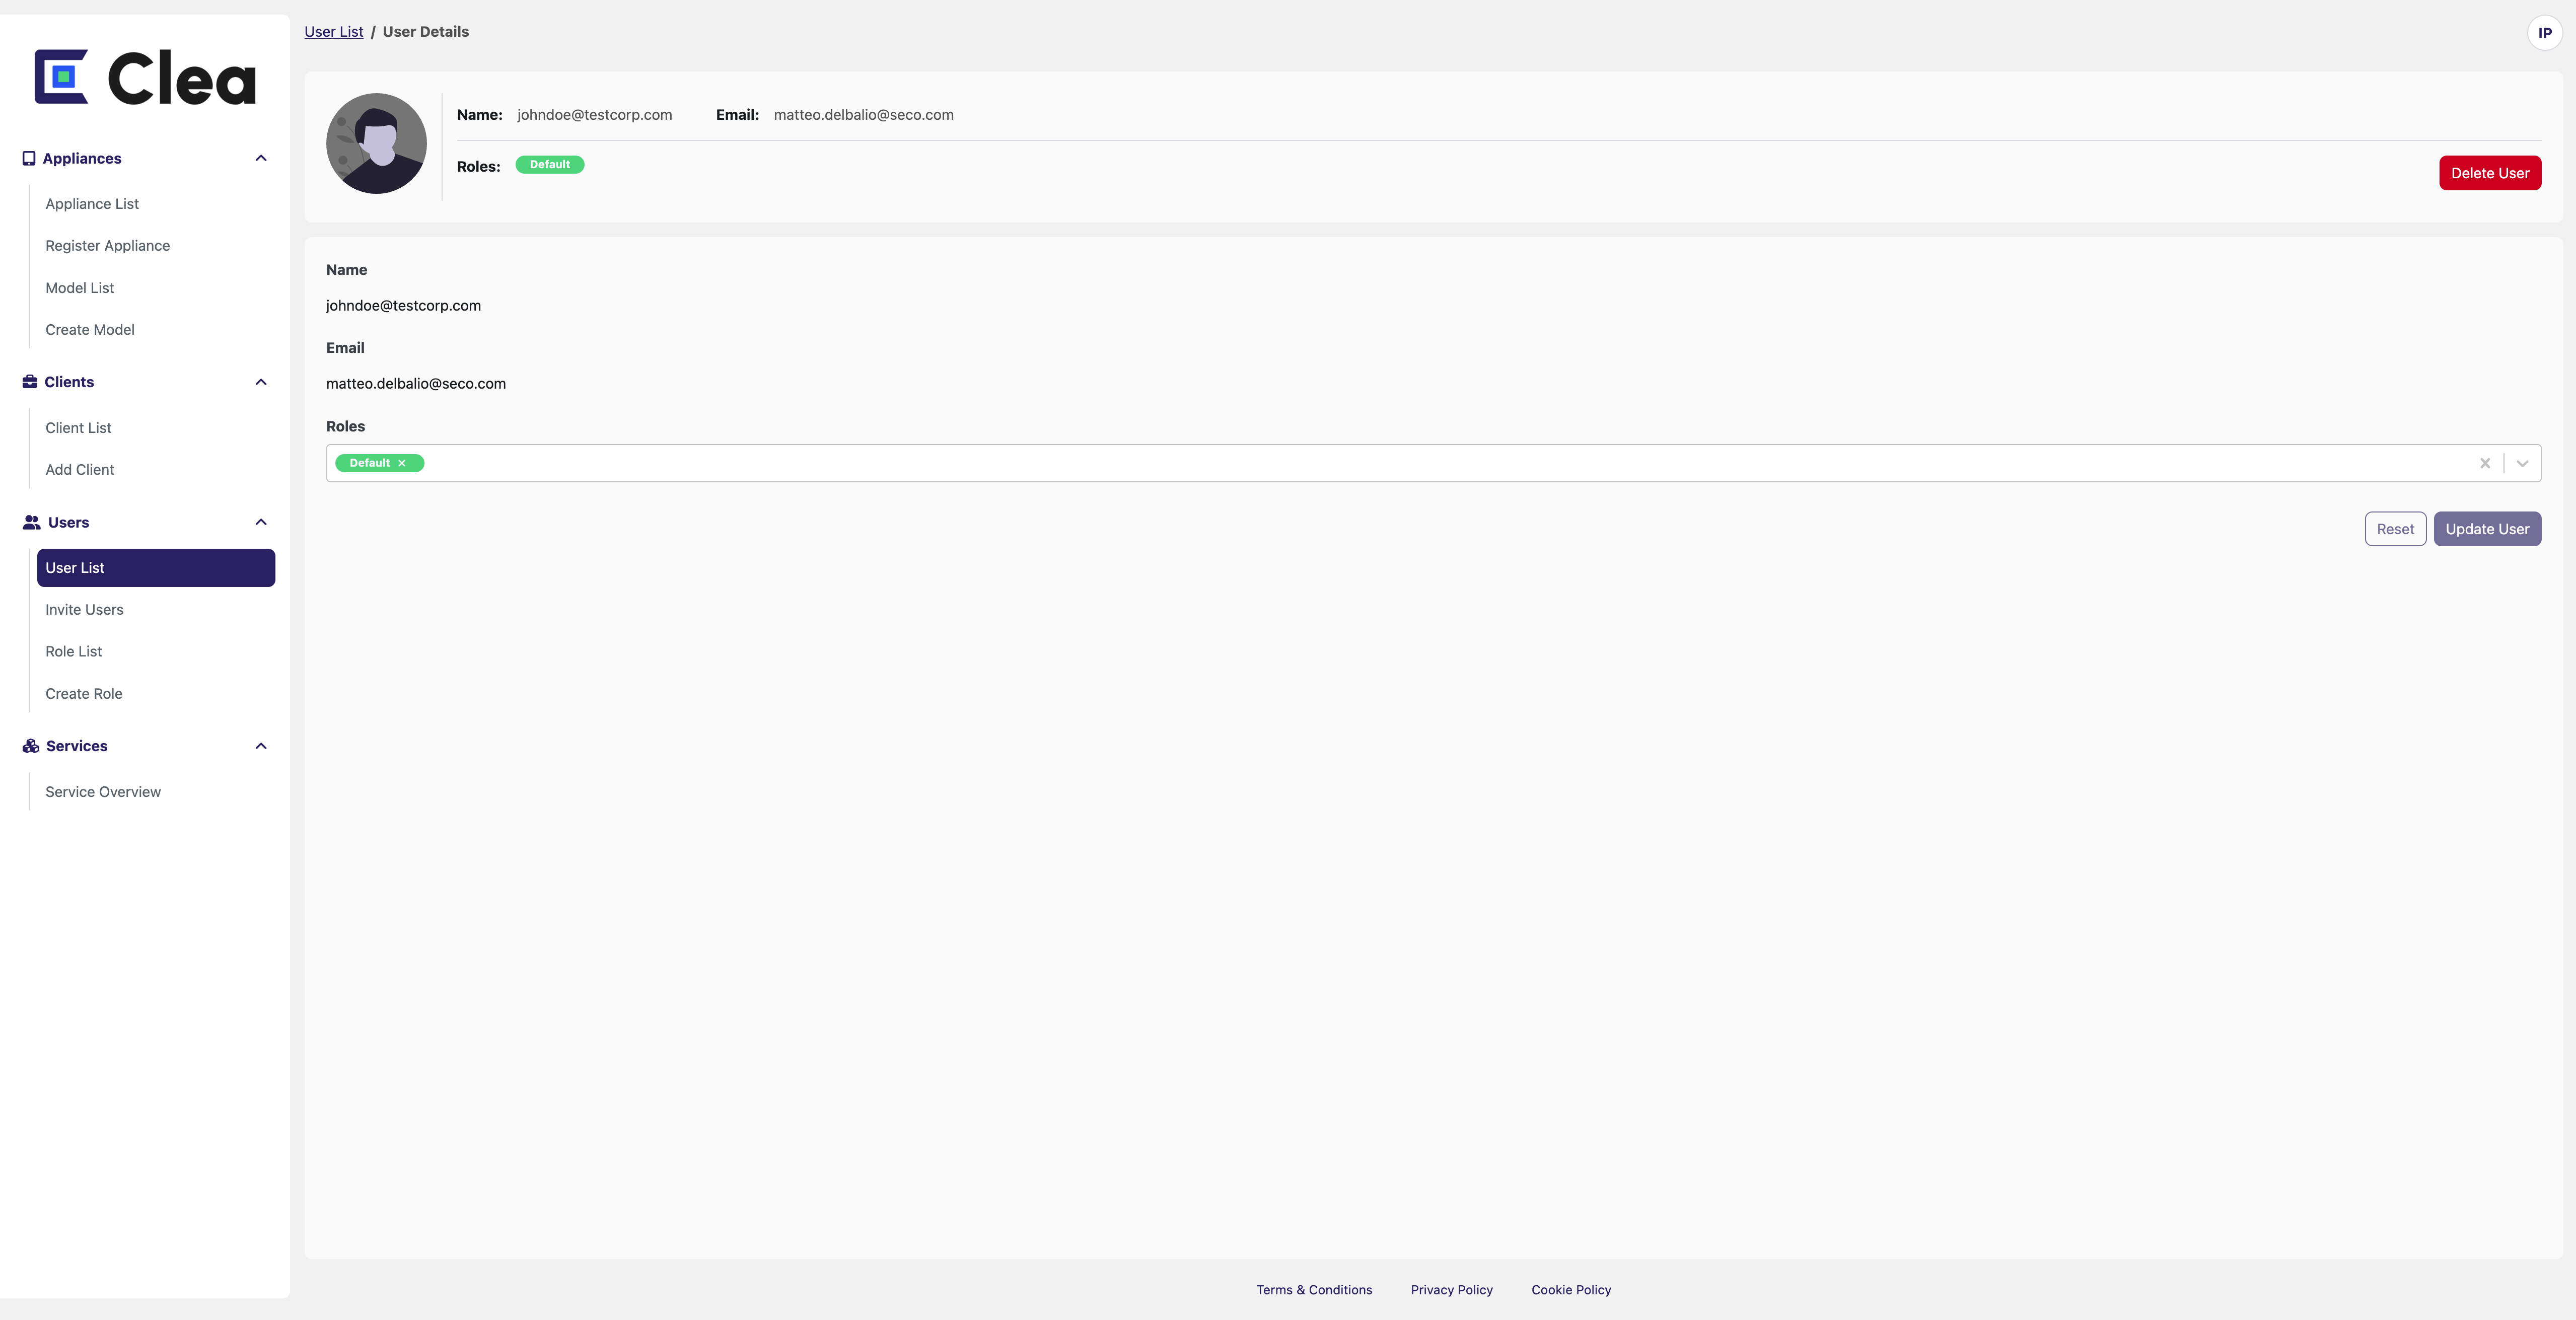 Clea
Appliances
Appliance List
Register Appliance
Model List
Create Model
Clients
Client List
Add Client
Users
User List
Invite Users
Role List
Create Role
Services
Service Overview
User List / User Details
IP
Name: johndoe@testcorp.com Email: matteo.delbalio@seco.com
Roles: Default
Delete User
Name
johndoe@testcorp.com
Email
matteo.delbalio@seco.com
Roles
Default
Reset Update User
Terms & Conditions Privacy Policy Cookie Policy